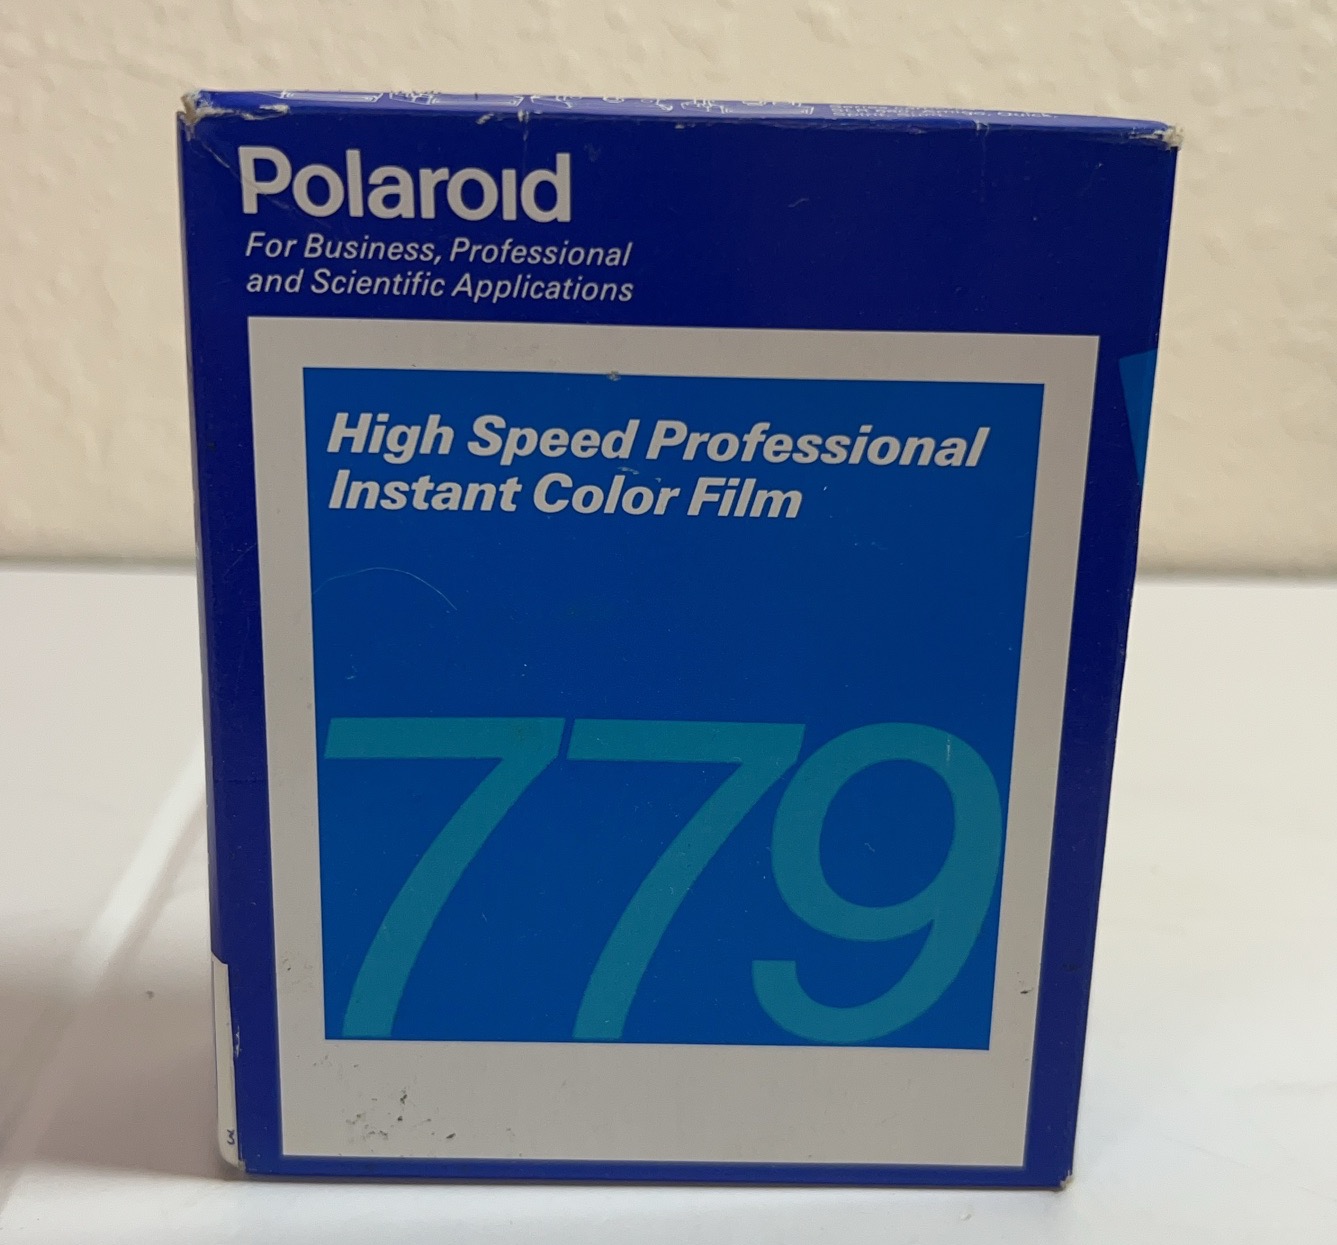 Polaroid
For Business, Professional
and Scientific Applications
High Speed Professional
Instant Color Film
779